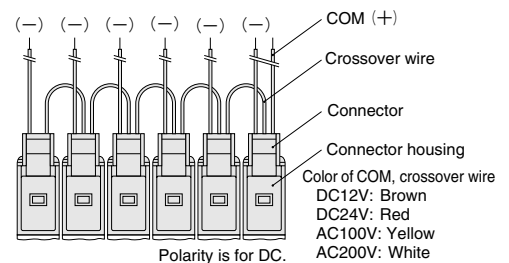 (－) (－) (－) (－) (－) (－)
COM (＋)
Crossover wire
Connector
Connector housing
Color of COM, crossover wire
DC12V: Brown
DC24V: Red
AC100V: Yellow
AC200V: White
Polarity is for DC.